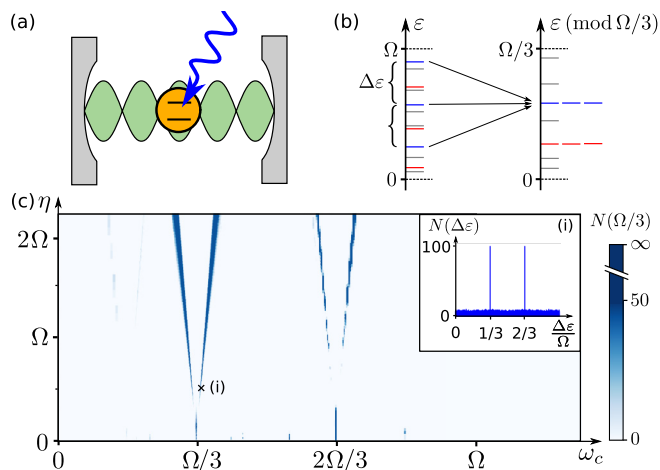 (a)
(b)
ε
ε (mod Ω/3)
Ω
Ω/3
Δε
0
0
(c)
η
N(Ω/3)
2Ω
Ω
0
N(Δε)
(i)
100
0
0
1/3
2/3
Δε/Ω
(i)
∞
50
0
0
Ω/3
2Ω/3
Ω
ω_c